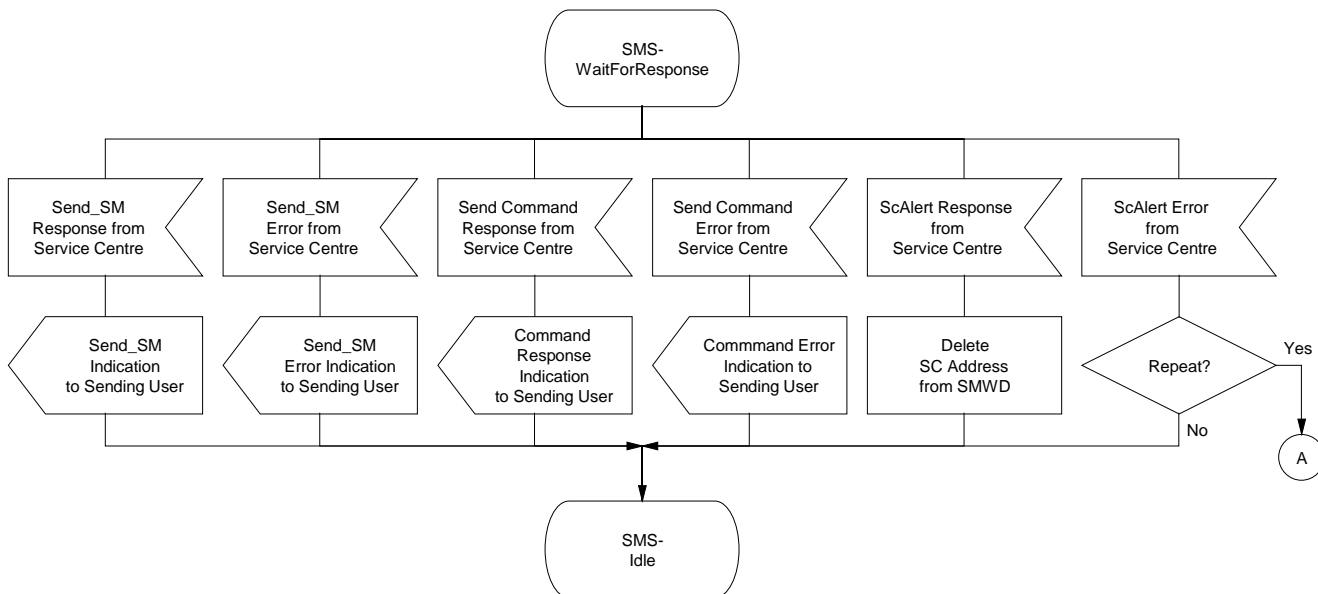 SMS-
WaitForResponse
Send_SM
Response from
Service Centre
Send_SM
Error from
Service Centre
Send Command
Response from
Service Centre
Send Command
Error from
Service Centre
ScAlert Response
from
Service Centre
ScAlert Error
from
Service Centre
Send_SM
Indication
to Sending User
Send_SM
Error Indication
to Sending User
Command
Response
Indication
to Sending User
Commmand Error
Indication to
Sending User
Delete
SC Address
from SMWD
Repeat?
Yes
No
A
SMS-
Idle